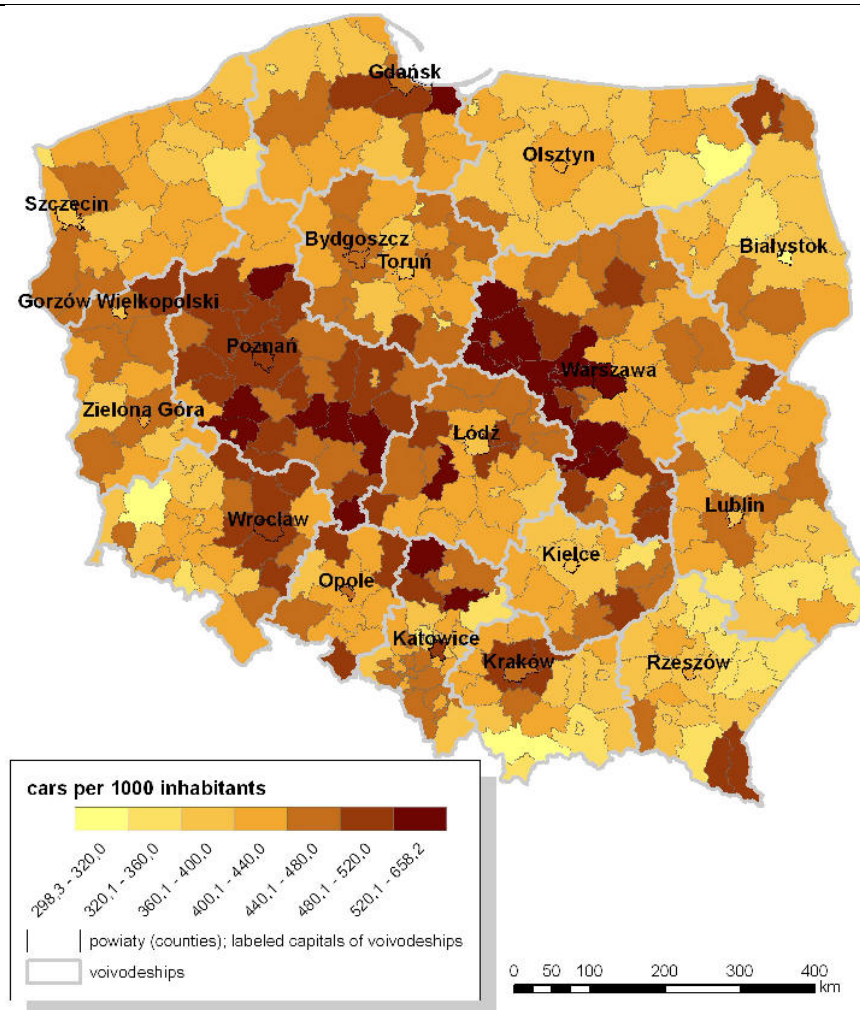 Gdańsk
Olsztyn
Szczecin
Bydgoszcz
Białystok
Toruń
Gorzów Wielkopolski
Poznań
Warszawa
Zielona Góra
Łódź
Lublin
Wrocław
Kielce
Opole
Katowice
Kraków
Rzeszów
cars per 1000 inhabitants
298,3 - 320,0
320,1 - 360,0
360,1 - 400,0
400,1 - 440,0
440,1 - 480,0
480,1 - 520,0
520,1 - 658,2
powiaty (counties); labeled capitals of voivodeships
voivodeships
0 50 100 200 300 400
km